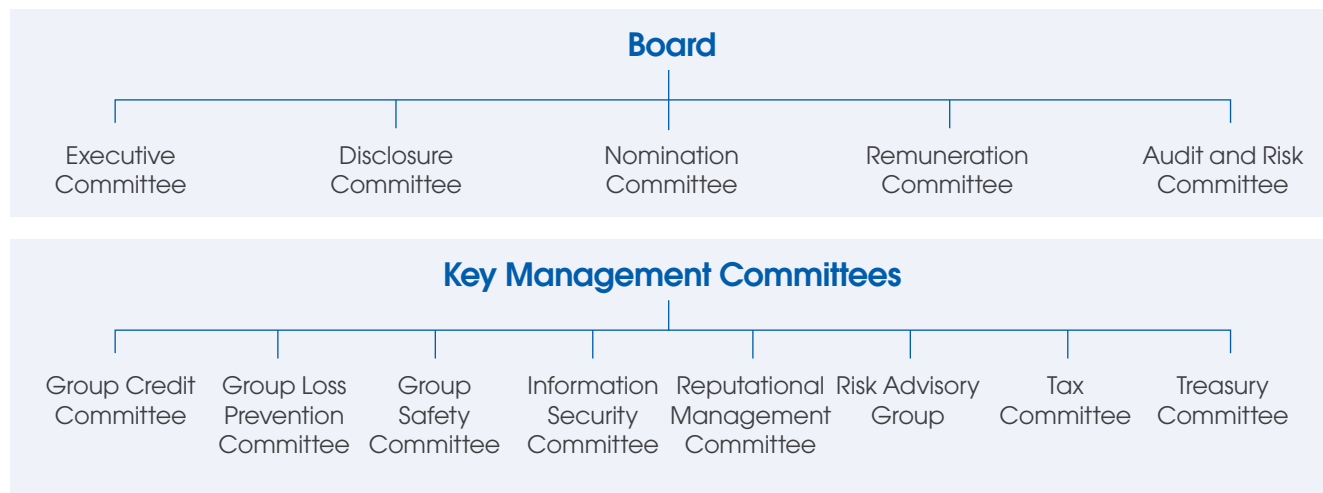 Board
Executive
Committee
Disclosure
Committee
Nomination
Committee
Remuneration
Committee
Audit and Risk
Committee
Key Management Committees
Group Credit
Committee
Group Loss
Prevention
Committee
Group
Safety
Committee
Information
Security
Committee
Reputational
Management
Committee
Risk Advisory
Group
Tax
Committee
Treasury
Committee